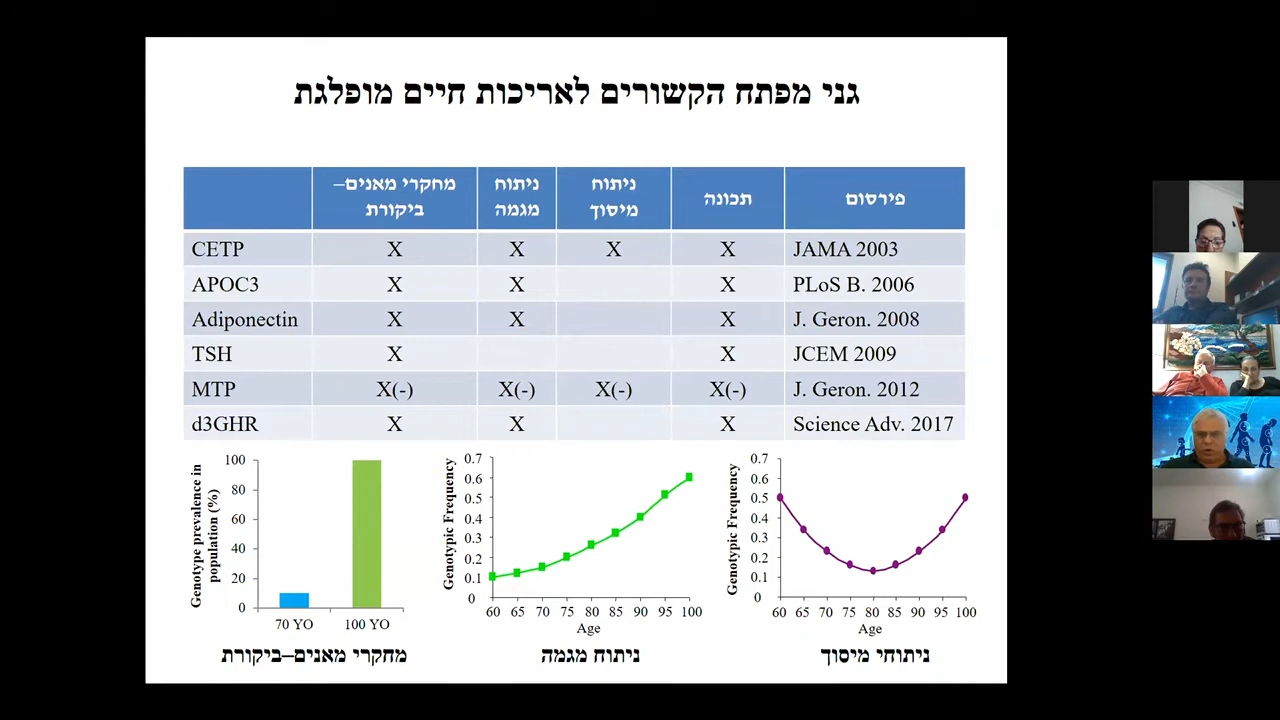 גני מפתח הקשורים לאריכות חיים מופלגת
מחקרי מאנים–
ביקורת
ניתוח
מגמה
ניתוח
מיסוך
תכונה
פירסום
CETP X X X X JAMA 2003
APOC3 X X X PLoS B. 2006
Adiponectin X X X J. Geron. 2008
TSH X X JCEM 2009
MTP X(-) X(-) X(-) X(-) J. Geron. 2012
d3GHR X X X Science Adv. 2017
Genotype prevalence in
population (%)
100
80
60
40
20
0
70 YO 100 YO
מחקרי מאנים–ביקורת
Genotypic Frequency
0.7
0.6
0.5
0.4
0.3
0.2
0.1
0
60 65 70 75 80 85 90 95 100
Age
ניתוח מגמה
Genotypic Frequency
0.7
0.6
0.5
0.4
0.3
0.2
0.1
0
60 65 70 75 80 85 90 95 100
Age
ניתוחי מיסוך